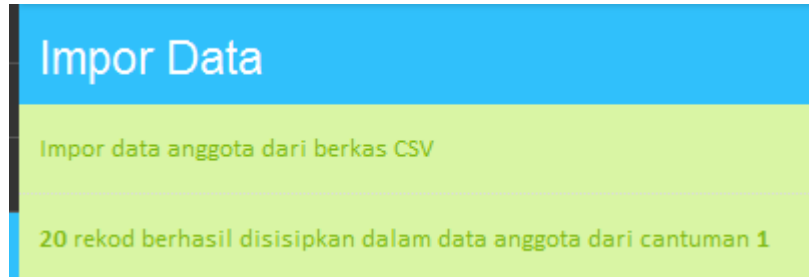 Impor Data
Impor data anggota dari berkas CSV
20 rekod berhasil disisipkan dalam data anggota dari cantuman 1